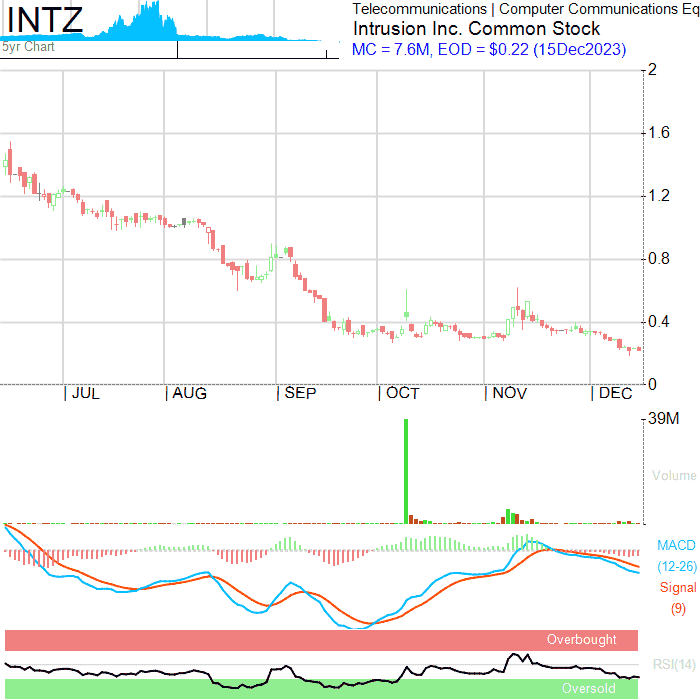 INTZ
5yr Chart
Telecommunications | Computer Communications Eq
Intrusion Inc. Common Stock
MC = 7.6M, EOD = $0.22 (15Dec2023)
2
1.6
1.2
0.8
0.4
0
| JUL | AUG | SEP | OCT | NOV | DEC
39M
Volume
MACD
(12-26)
Signal
(9)
Overbought
RSI(14)
Oversold